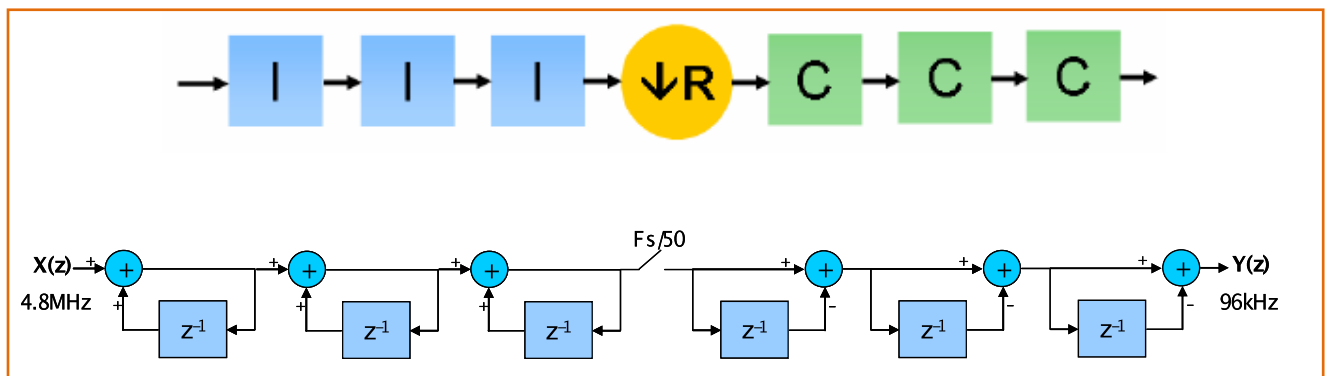 I I I ↓R C C C
Fs/50
X(z) + + + + + + + + + + + + Y(z)
4.8MHz + + + − − − 96kHz
z⁻¹ z⁻¹ z⁻¹ z⁻¹ z⁻¹ z⁻¹